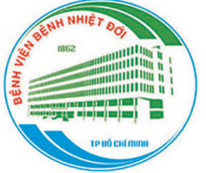 BỆNH VIỆN BỆNH NHIỆT ĐỚI
1862
TP HỒ CHÍ MINH